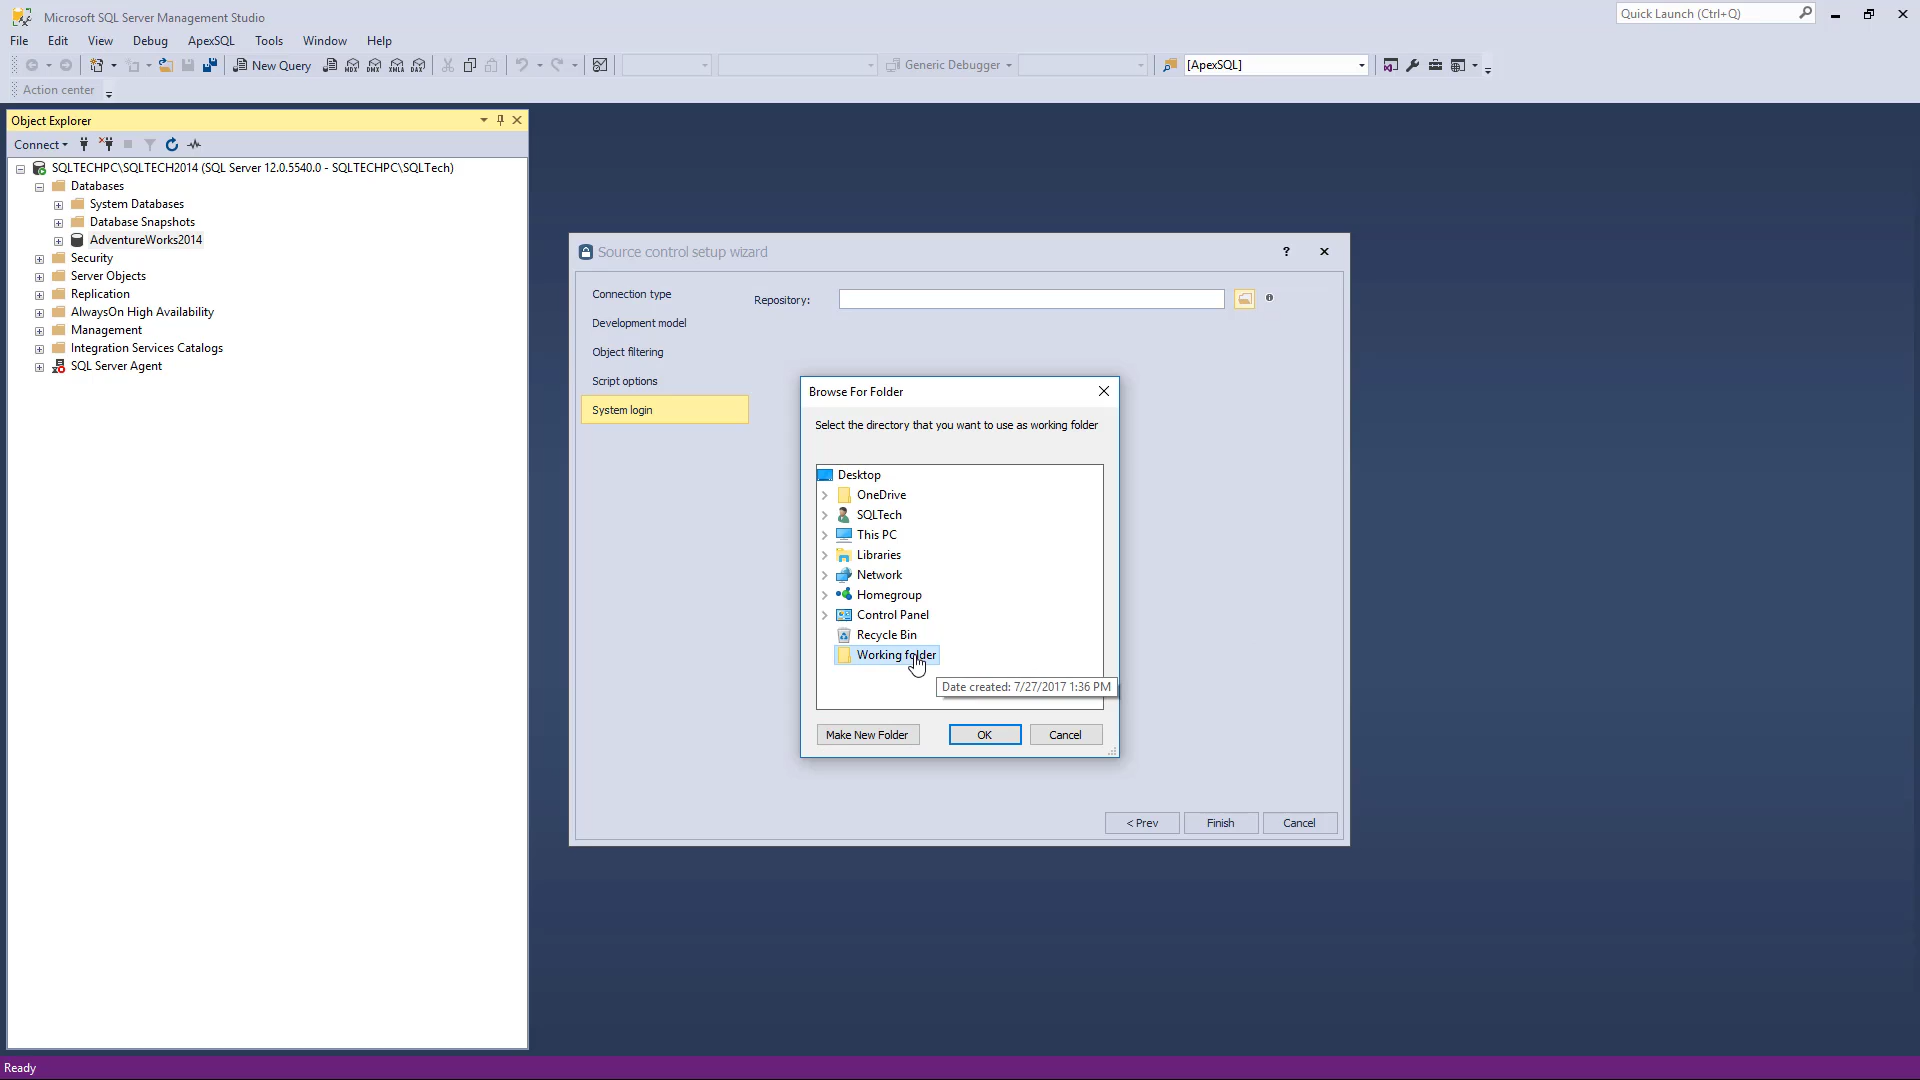 Microsoft SQL Server Management Studio
Quick Launch (Ctrl+Q)
File Edit View Debug ApexSQL Tools Window Help
New Query
MDX DMX XMLA DAX
Generic Debugger
[ApexSQL]
Action center
Object Explorer
Connect
SQLTECHPC\SQLTECH2014 (SQL Server 12.0.5540.0 - SQLTECHPC\SQLTech)
Databases
System Databases
Database Snapshots
AdventureWorks2014
Security
Server Objects
Replication
AlwaysOn High Availability
Management
Integration Services Catalogs
SQL Server Agent
Source control setup wizard
?
Connection type
Development model
Object filtering
Script options
System login
Repository:
Browse For Folder
Select the directory that you want to use as working folder
Desktop
OneDrive
SQLTech
This PC
Libraries
Network
Homegroup
Control Panel
Recycle Bin
Working folder
Date created: 7/27/2017 1:36 PM
Make New Folder OK Cancel
< Prev Finish Cancel
Ready